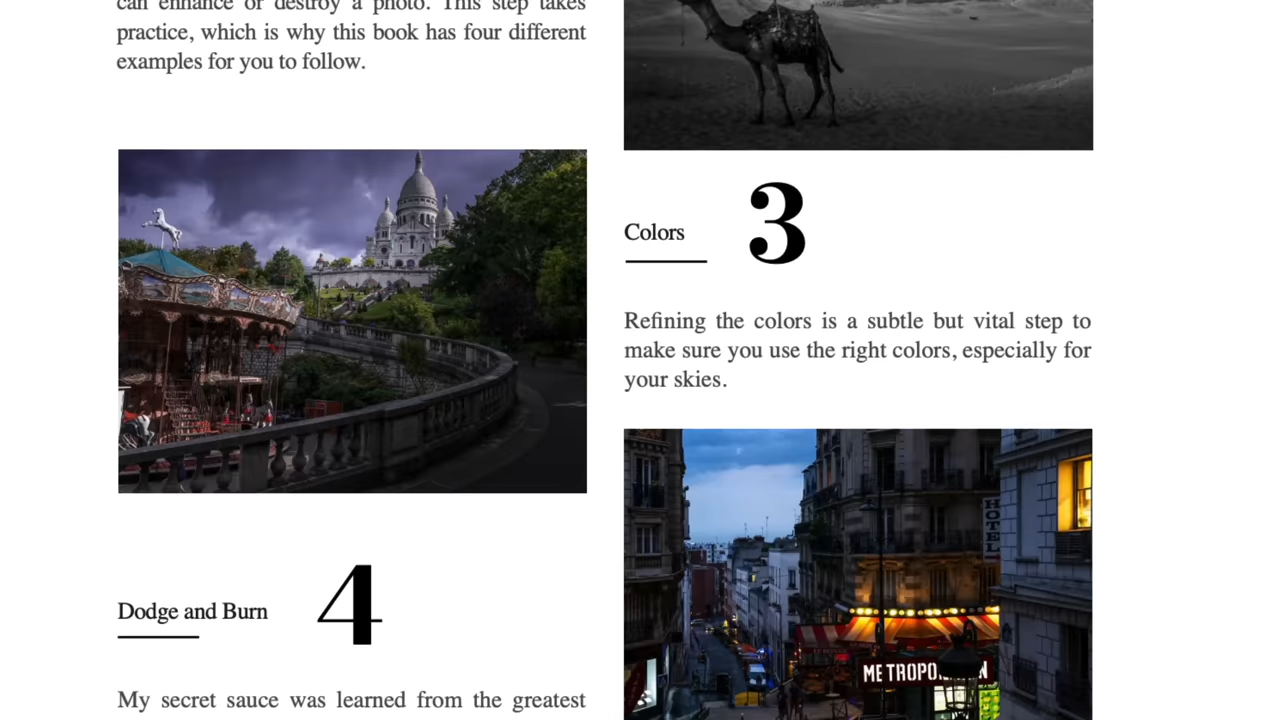 can enhance or destroy a photo. This step takes
practice, which is why this book has four different
examples for you to follow.
3
Colors
Refining the colors is a subtle but vital step to
make sure you use the right colors, especially for
your skies.
HOTEL
METROPO N
4
Dodge and Burn
My secret sauce was learned from the greatest